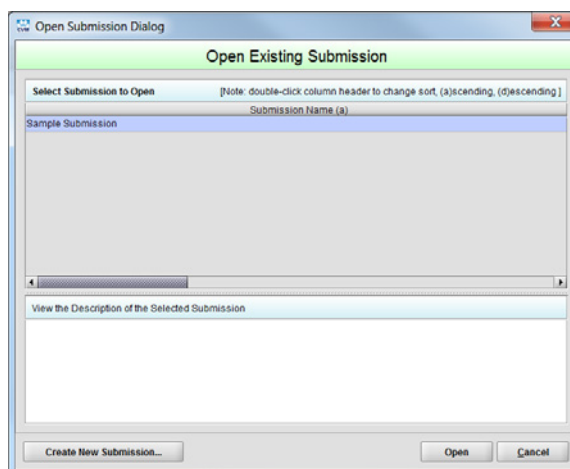 Open Submission Dialog
Open Existing Submission
Select Submission to Open [Note: double-click column header to change sort, (a)scending, (d)escending ]
Submission Name (a)
Sample Submission
View the Description of the Selected Submission
Create New Submission... Open Cancel